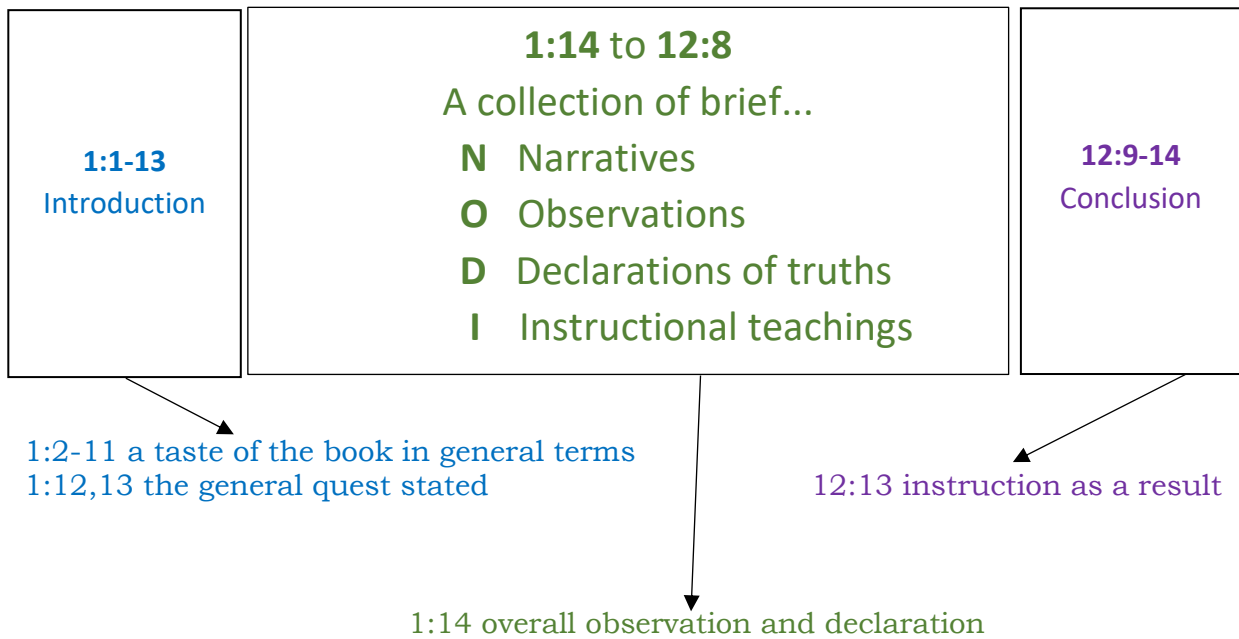 1:1-13
Introduction
1:14 to 12:8
A collection of brief...
N Narratives
O Observations
D Declarations of truths
I Instructional teachings
12:9-14
Conclusion
1:2-11 a taste of the book in general terms
1:12,13 the general quest stated
12:13 instruction as a result
1:14 overall observation and declaration